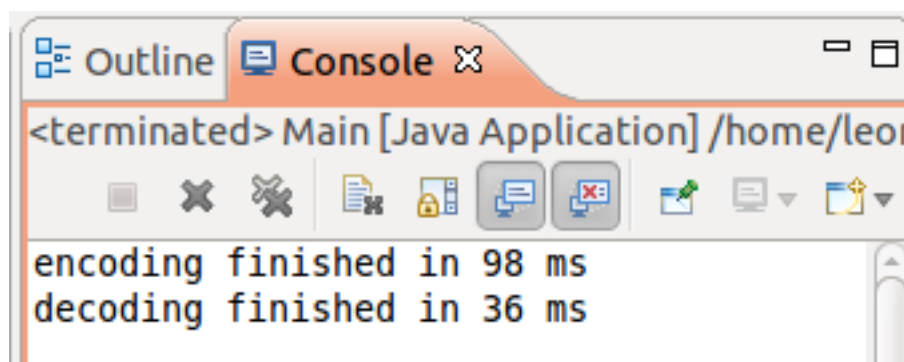 Outline Console
<terminated> Main [Java Application] /home/leo
encoding finished in 98 ms
decoding finished in 36 ms